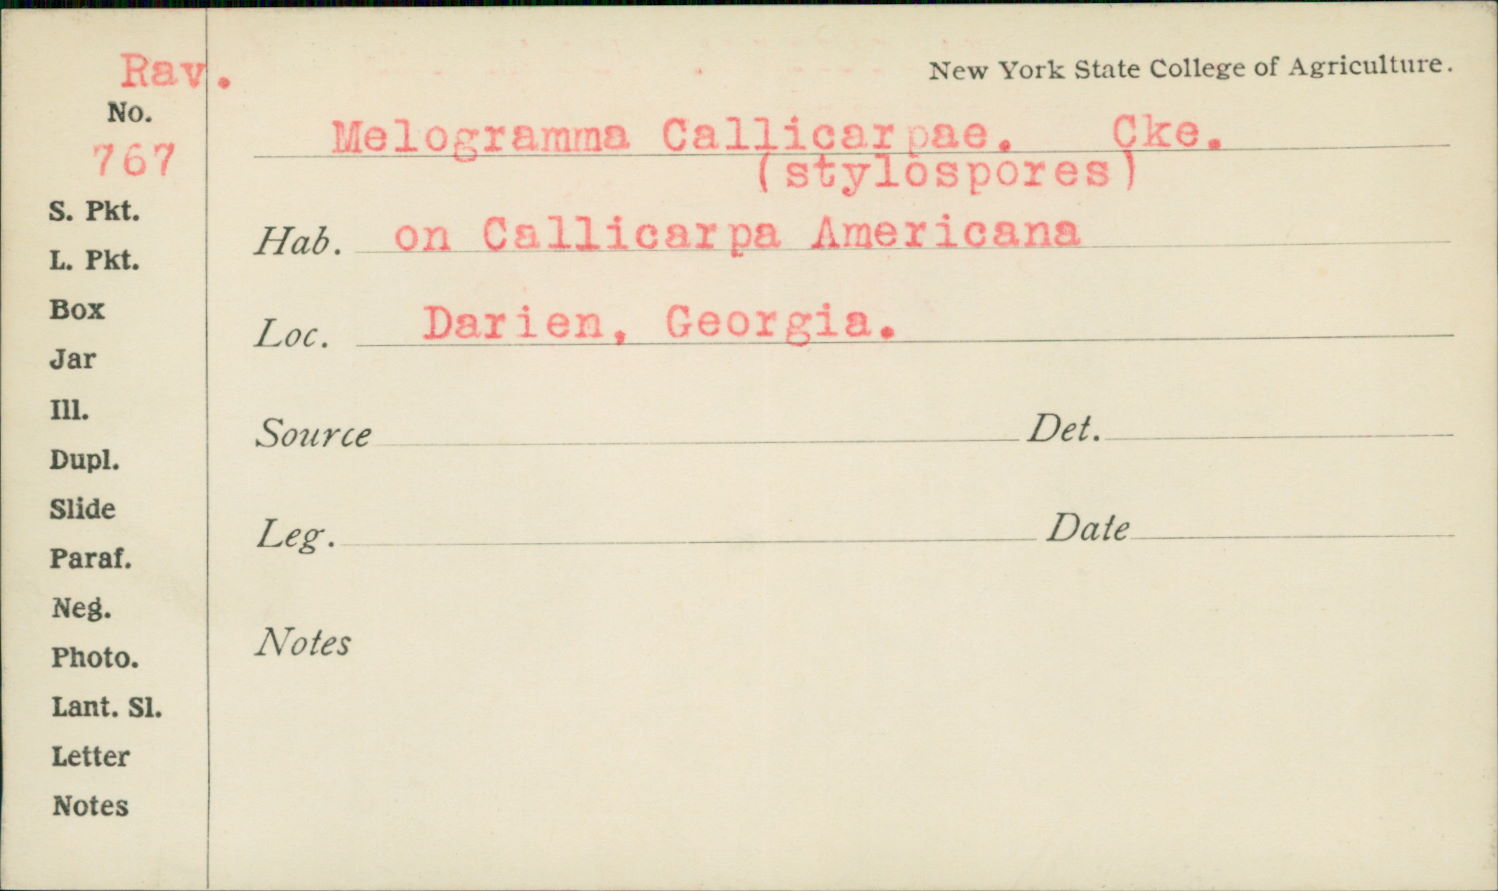 Rav.
No.
767
S. Pkt.
L. Pkt.
Box
Jar
Ill.
Dupl.
Slide
Paraf.
Neg.
Photo.
Lant. Sl.
Letter
Notes
New York State College of Agriculture.
Melogramma Callicarpae. Cke.
(stylospores)
Hab. on Callicarpa Americana
Loc. Darien, Georgia.
Source Det.
Leg. Date
Notes